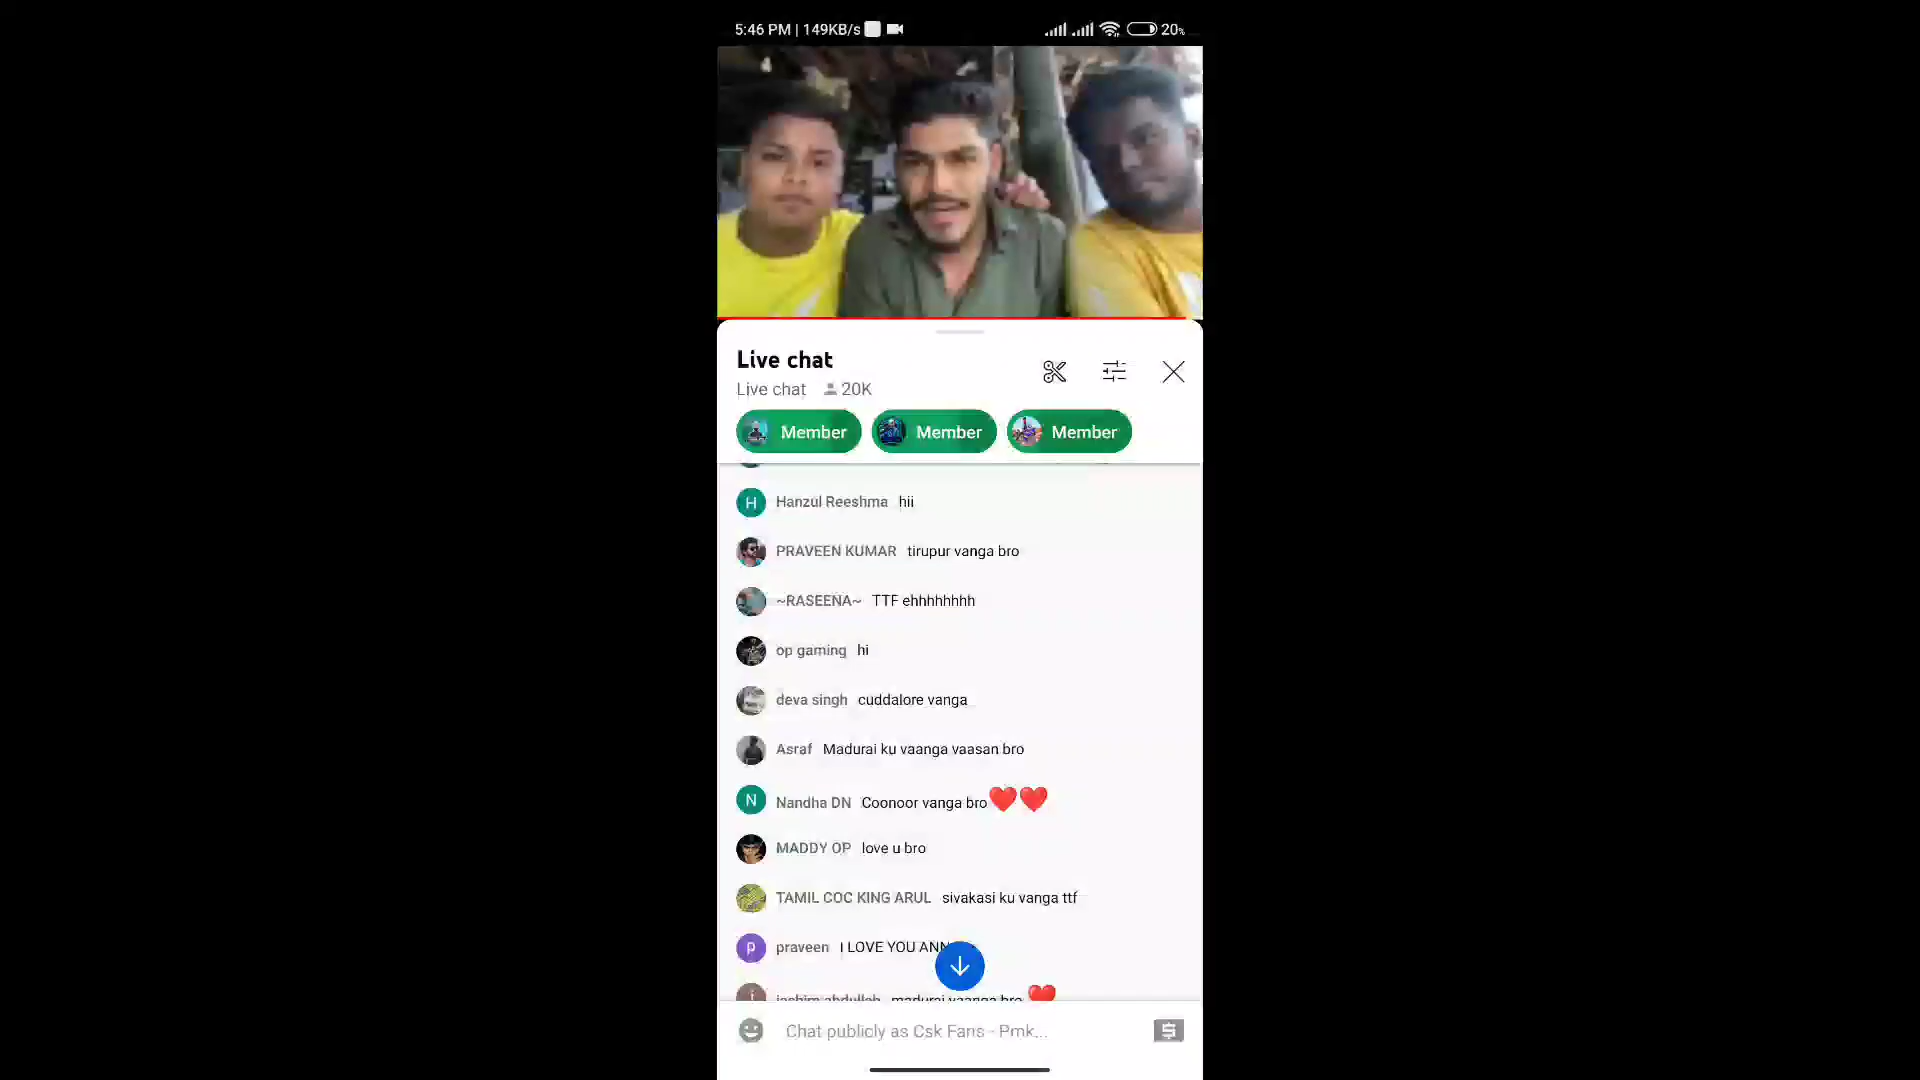 5:46 PM | 149KB/s 20%
Live chat
Live chat 20K
Member Member Member
Hanzul Reeshma hii
PRAVEEN KUMAR tirupur vanga bro
~RASEENA~ TTF ehhhhhhhh
op gaming hi
deva singh cuddalore vanga
Asraf Madurai ku vaanga vaasan bro
N Nandha DN Coonoor vanga bro❤️❤️
MADDY OP love u bro
TAMIL COC KING ARUL sivakasi ku vanga ttf
p praveen I LOVE YOU
madurai vaanga bro ❤️
Chat publicly as Csk Fans - Pmk...